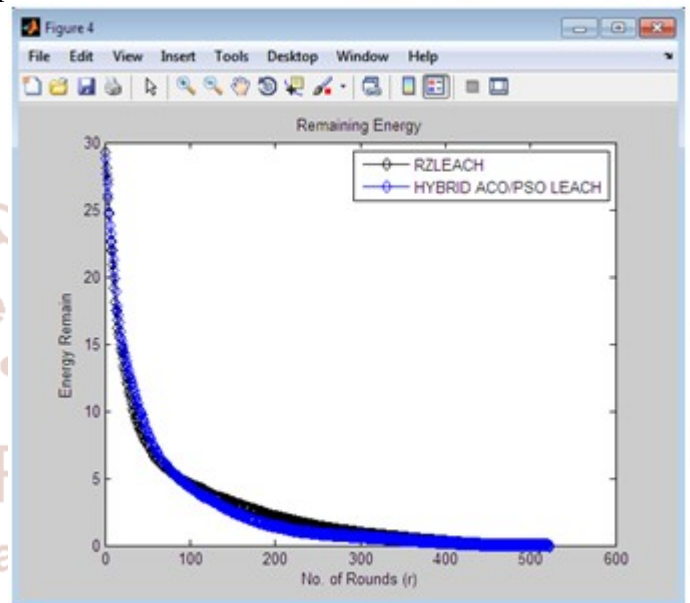 Figure 4
File Edit View Insert Tools Desktop Window Help
Remaining Energy
RZLEACH
HYBRID ACO/PSO LEACH
Energy Remain
30
25
20
15
10
5
0
0 100 200 300 400 500 600
No. of Rounds (r)